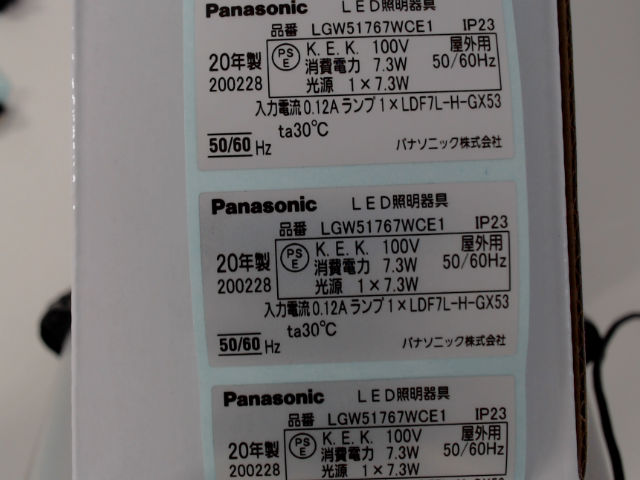 Panasonic LED照明器具
品番 LGW51767WCE1 IP23
20年製 PS E K.E.K. 100V 屋外用
200228 消費電力 7.3W 50/60Hz
光源 1×7.3W
入力電流0.12A ランプ1×LDF7L-H-GX53
ta30℃
50/60 Hz パナソニック株式会社
Panasonic LED照明器具
品番 LGW51767WCE1 IP23
20年製 PS E K.E.K. 100V 屋外用
200228 消費電力 7.3W 50/60Hz
光源 1×7.3W
入力電流0.12A ランプ1×LDF7L-H-GX53
ta30℃
50/60 Hz パナソニック株式会社
Panasonic LED照明器具
品番 LGW51767WCE1 IP23
20年製 PS E K.E.K. 100V 屋外用
200228 消費電力 7.3W 50/60Hz
光源 1×7.3W